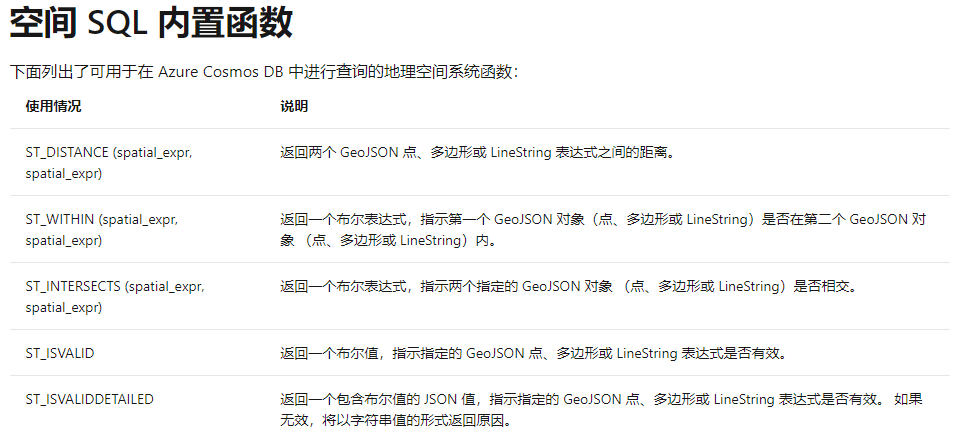 空间 SQL 内置函数
下面列出了可用于在 Azure Cosmos DB 中进行查询的地理空间系统函数：
使用情况 说明
ST_DISTANCE (spatial_expr, 返回两个 GeoJSON 点、多边形或 LineString 表达式之间的距离。
spatial_expr)
ST_WITHIN (spatial_expr, 返回一个布尔表达式，指示第一个 GeoJSON 对象（点、多边形或 LineString）是否在第二个 GeoJSON 对
spatial_expr) 象 （点、多边形或 LineString）内。
ST_INTERSECTS (spatial_expr, 返回一个布尔表达式，指示两个指定的 GeoJSON 对象 （点、多边形或 LineString）是否相交。
spatial_expr)
ST_ISVALID 返回一个布尔值，指示指定的 GeoJSON 点、多边形或 LineString 表达式是否有效。
ST_ISVALIDDETAILED 返回一个包含布尔值的 JSON 值，指示指定的 GeoJSON 点、多边形或 LineString 表达式是否有效。 如果
无效，将以字符串值的形式返回原因。